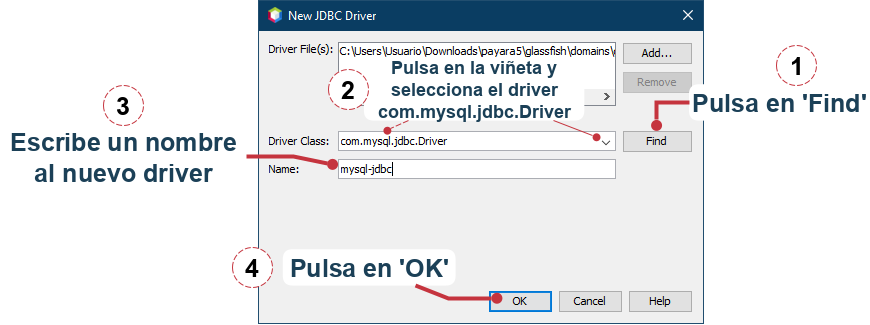 New JDBC Driver
Driver File(s):
C:\Users\Usuario\Downloads\payara5\glassfish\domains\
Add...
Remove
1
Pulsa en 'Find'
2
Pulsa en la viñeta y
selecciona el driver
com.mysql.jdbc.Driver
3
Escribe un nombre
al nuevo driver
Driver Class:
com.mysql.jdbc.Driver
Find
Name:
mysql-jdbc
4
Pulsa en 'OK'
OK
Cancel
Help